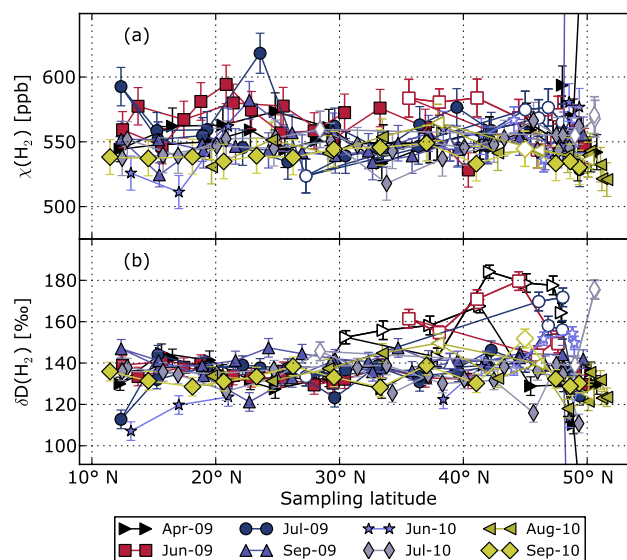 (a)
600
550
500
χ(H₂) [ppb]
(b)
180
160
140
120
100
δD(H₂) [‰]
10° N 20° N 30° N 40° N 50° N
Sampling latitude
Apr-09 Jul-09 Jun-10 Aug-10
Jun-09 Sep-09 Jul-10 Sep-10